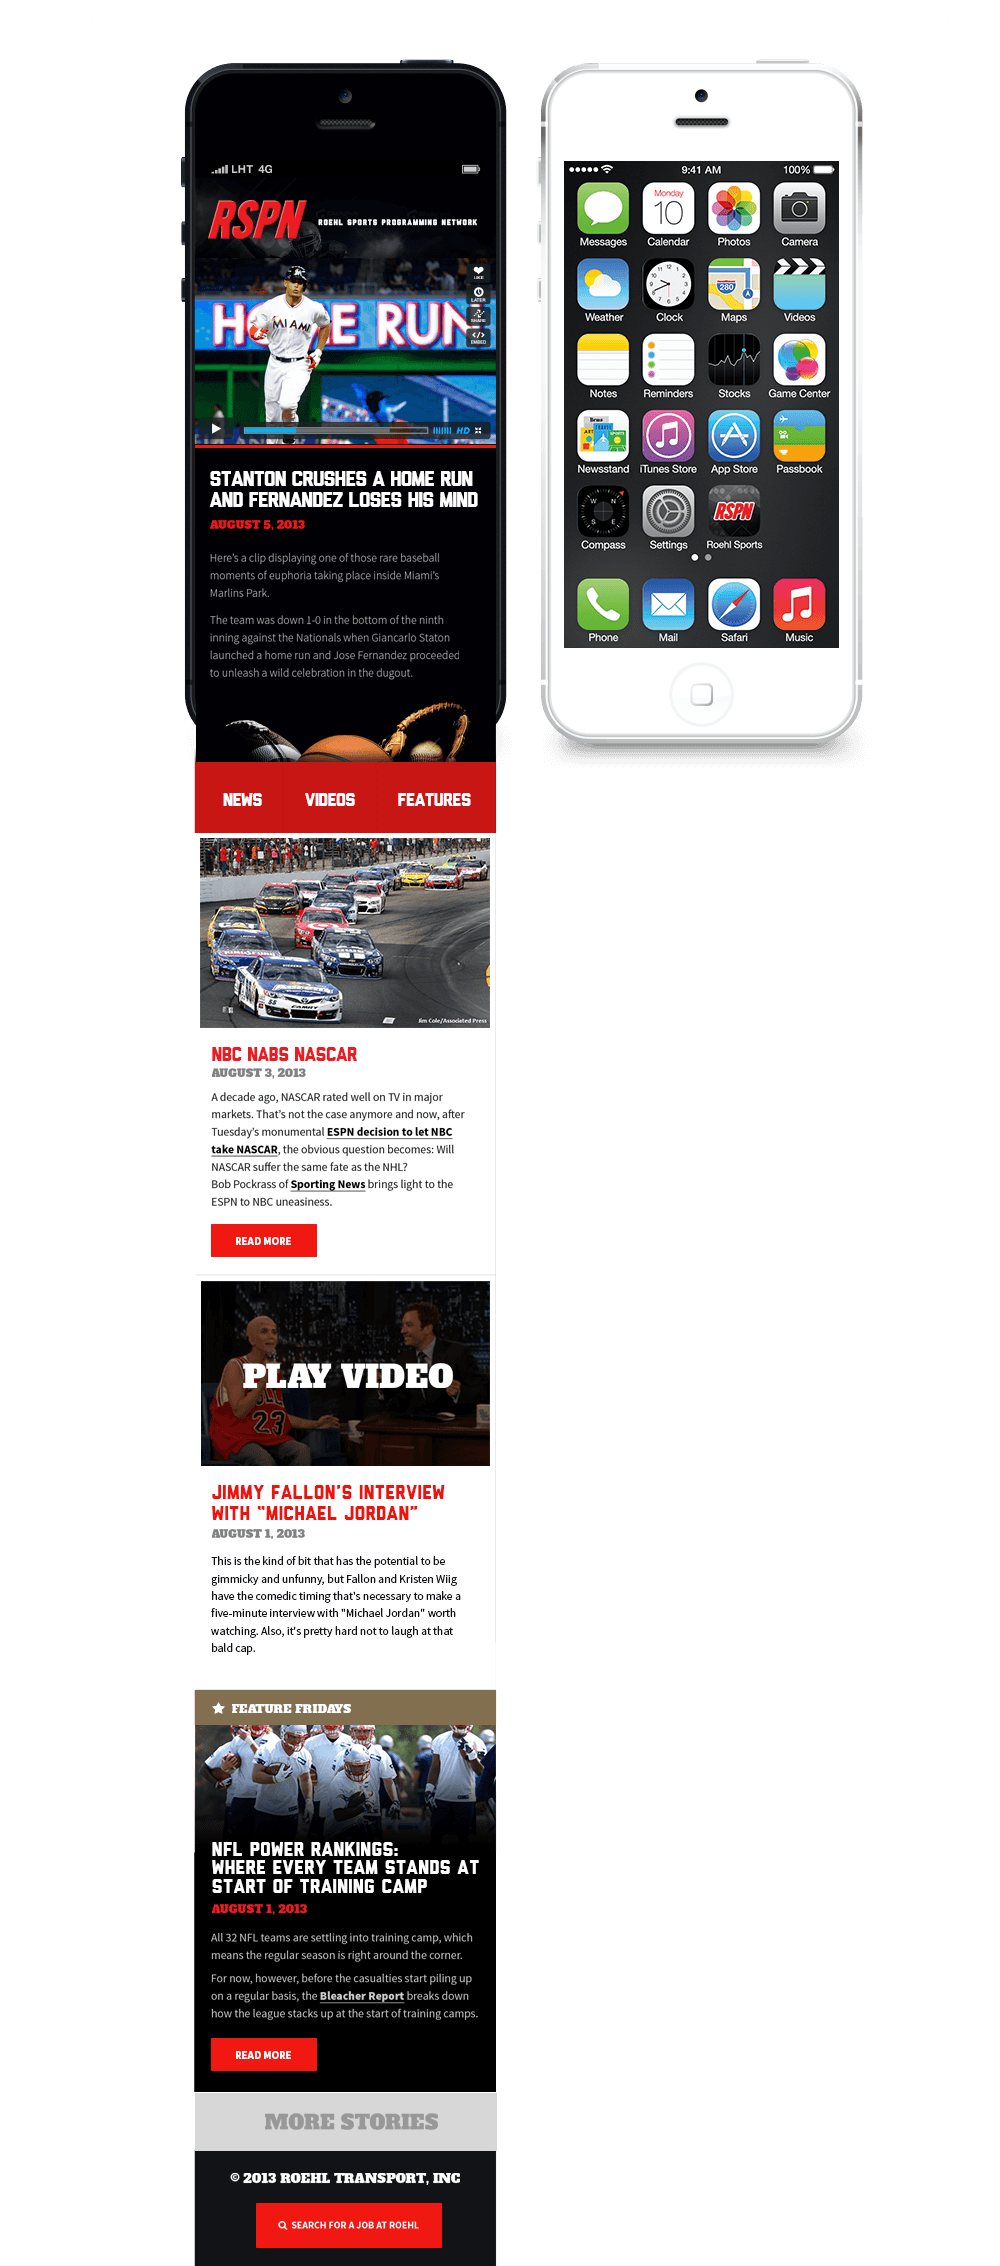 LHT 4G
RSPN ROEHL SPORTS PROGRAMMING NETWORK
LIKE
HOME RUN
LATER
SHARE
MIAMI
EMBED
HD
STANTON CRUSHES A HOME RUN
AND FERNANDEZ LOSES HIS MIND
AUGUST 5, 2013
Here's a clip displaying one of those rare baseball
moments of euphoria taking place inside Miami's
Marlins Park.
The team was down 1-0 in the bottom of the ninth
inning against the Nationals when Giancarlo Staton
launched a home run and Jose Fernandez proceeded
to unleash a wild celebration in the dugout.
NEWS VIDEOS FEATURES
CAMRY
Jim Cole/Associated Press
NBC NABS NASCAR
AUGUST 3, 2013
A decade ago, NASCAR rated well on TV in major
markets. That's not the case anymore and now, after
Tuesday's monumental ESPN decision to let NBC
take NASCAR, the obvious question becomes: Will
NASCAR suffer the same fate as the NHL?
Bob Pockrass of Sporting News brings light to the
ESPN to NBC uneasiness.
READ MORE
PLAY VIDEO
23
JIMMY FALLON'S INTERVIEW
WITH "MICHAEL JORDAN"
AUGUST 1, 2013
This is the kind of bit that has the potential to be
gimmicky and unfunny, but Fallon and Kristen Wiig
have the comedic timing that's necessary to make a
five-minute interview with "Michael Jordan" worth
watching. Also, it's pretty hard not to laugh at that
bald cap.
FEATURE FRIDAYS
NFL POWER RANKINGS:
WHERE EVERY TEAM STANDS AT
START OF TRAINING CAMP
AUGUST 1, 2013
All 32 NFL teams are settling into training camp, which
means the regular season is right around the corner.
For now, however, before the casualties start piling up
on a regular basis, the Bleacher Report breaks down
how the league stacks up at the start of training camps.
READ MORE
MORE STORIES
© 2013 ROEHL TRANSPORT, INC
SEARCH FOR A JOB AT ROEHL
9:41 AM 100%
Monday
10
Messages Calendar Photos Camera
280
Weather Clock Maps Videos
Notes Reminders Stocks Game Center
News
ART
TRAVEL
SPORTS
Newsstand iTunes Store App Store Passbook
N
W E
S
RSPN
Compass Settings Roehl Sports
Phone Mail Safari Music